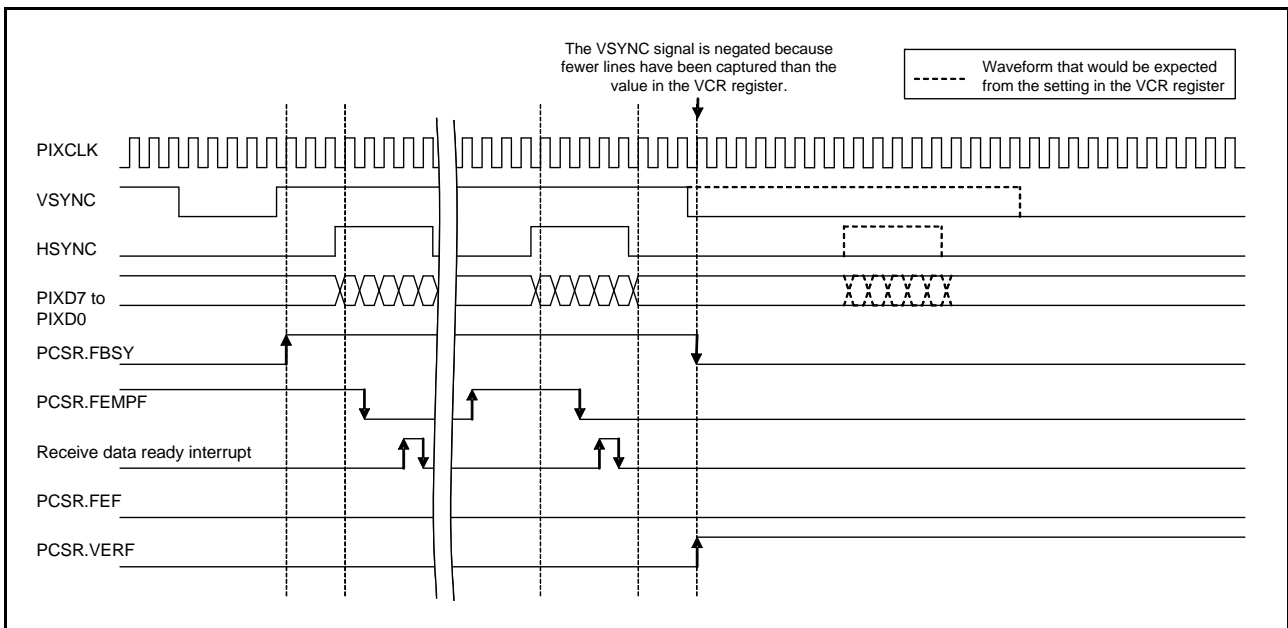 The VSYNC signal is negated because
fewer lines have been captured than the
value in the VCR register.
Waveform that would be expected
from the setting in the VCR register
PIXCLK
VSYNC
HSYNC
PIXD7 to
PIXD0
PCSR.FBSY
PCSR.FEMPF
Receive data ready interrupt
PCSR.FEF
PCSR.VERF